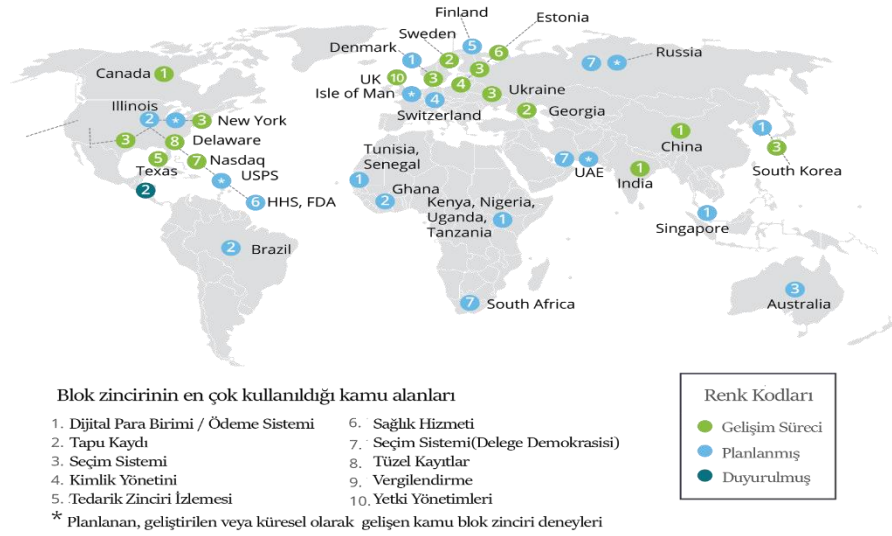 Finland
Estonia
Sweden
Denmark
5
6
1
2
Russia
Canada 1
3
7 *
UK 10
3
4
Isle of Man *
3 Ukraine
4
Illinois
Switzerland
2 Georgia
2 * 3 New York
1
1
3 8 Delaware
China
3
5 7 Nasdaq
Tunisia,
Senegal
7 *
South Korea
Texas
USPS
UAE
1
India
2
*
1
Ghana
6 HHS, FDA
2
Kenya, Nigeria,
Uganda,
Tanzania
1
1
Singapore
2 Brazil
3
Australia
7 South Africa
Blok zincirinin en çok kullanıldığı kamu alanları
1. Dijital Para Birimi / Ödeme Sistemi
2. Tapu Kaydı
3. Seçim Sistemi
4. Kimlik Yönetini
5. Tedarik Zinciri İzlemesi
6. Sağlık Hizmeti
7. Seçim Sistemi(Delege Demokrasisi)
8. Tüzel Kayıtlar
9. Vergilendirme
10. Yetki Yönetimleri
* Planlanan, geliştirilen veya küresel olarak gelişen kamu blok zinciri deneyleri
Renk Kodları
Gelişim Süreci
Planlanmış
Duyurulmuş